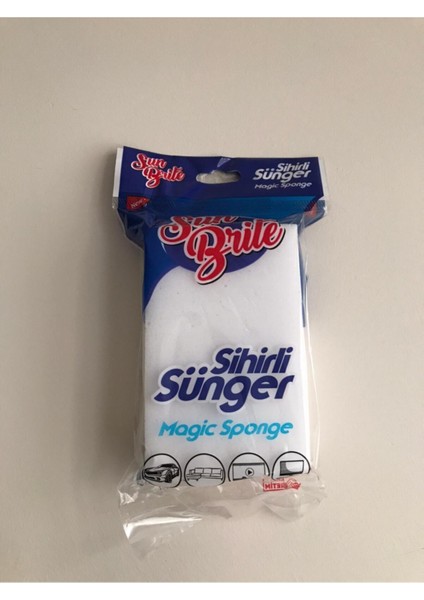 Sun
Brite
Sihirli
Sünger
Magic Sponge
Sun
Brite
Sihirli
Sünger
Magic Sponge